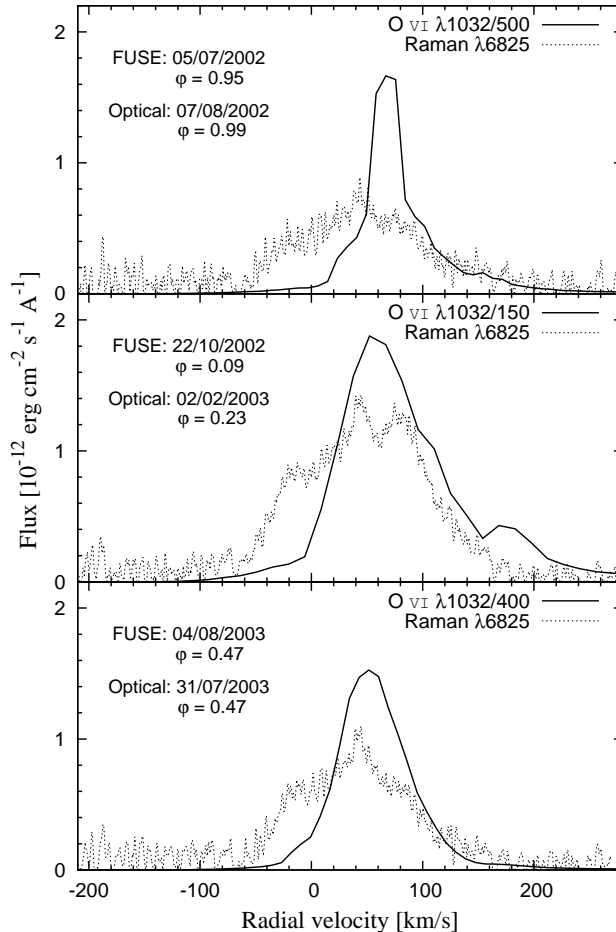 O VI λ1032/500
Raman λ6825
FUSE: 05/07/2002
φ = 0.95
Optical: 07/08/2002
φ = 0.99
2
1
0
O VI λ1032/150
Raman λ6825
FUSE: 22/10/2002
φ = 0.09
Optical: 02/02/2003
φ = 0.23
2
1
0
O VI λ1032/400
Raman λ6825
FUSE: 04/08/2003
φ = 0.47
Optical: 31/07/2003
φ = 0.47
2
1
0
Flux [10⁻¹² erg cm⁻² s⁻¹ A⁻¹]
-200 -100 0 100 200
Radial velocity [km/s]